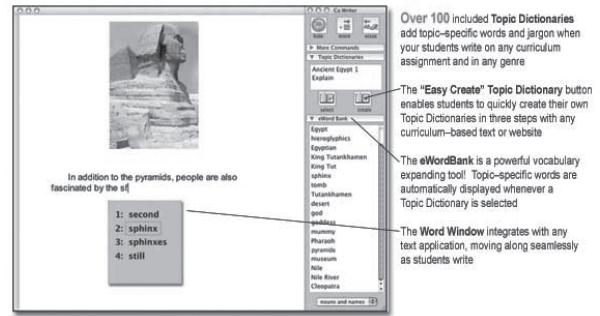 Co:Writer
hide
more
erase
More Commands
Topic Dictionaries
Ancient Egypt 1
Explain
select
create
eWord Bank
Egypt
hieroglyphics
Egyptian
King Tutankhamen
King Tut
sphinx
tomb
Tutankhamen
desert
god
goddess
mummy
Pharaoh
pyramids
museum
Nile
Nile River
Cleopatra
nouns and names
In addition to the pyramids, people are also
fascinated by the sf
1: second
2: sphinx
3: sphinxes
4: still
Over 100 included Topic Dictionaries
add topic–specific words and jargon when
your students write on any curriculum
assignment and in any genre
The “Easy Create” Topic Dictionary button
enables students to quickly create their own
Topic Dictionaries in three steps with any
curriculum–based text or website
The eWordBank is a powerful vocabulary
expanding tool! Topic–specific words are
automatically displayed whenever a
Topic Dictionary is selected
The Word Window integrates with any
text application, moving along seamlessly
as students write